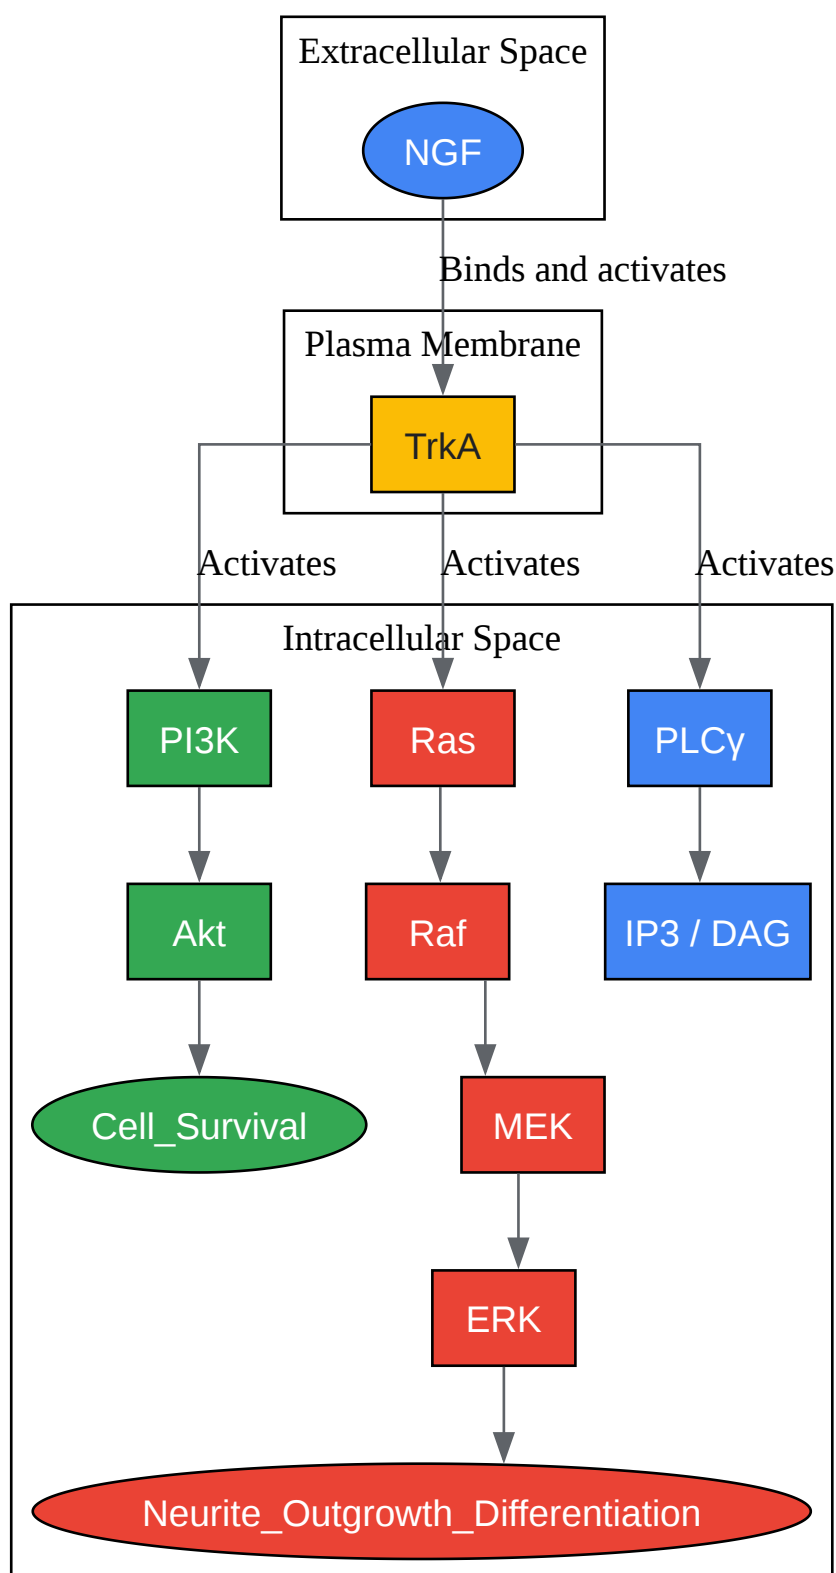 Extracellular Space
NGF
Binds and activates
Plasma Membrane
TrkA
Activates
Activates
Activates
Intracellular Space
PI3K
Ras
PLCγ
Akt
Raf
IP3 / DAG
Cell_Survival
MEK
ERK
Neurite_Outgrowth_Differentiation